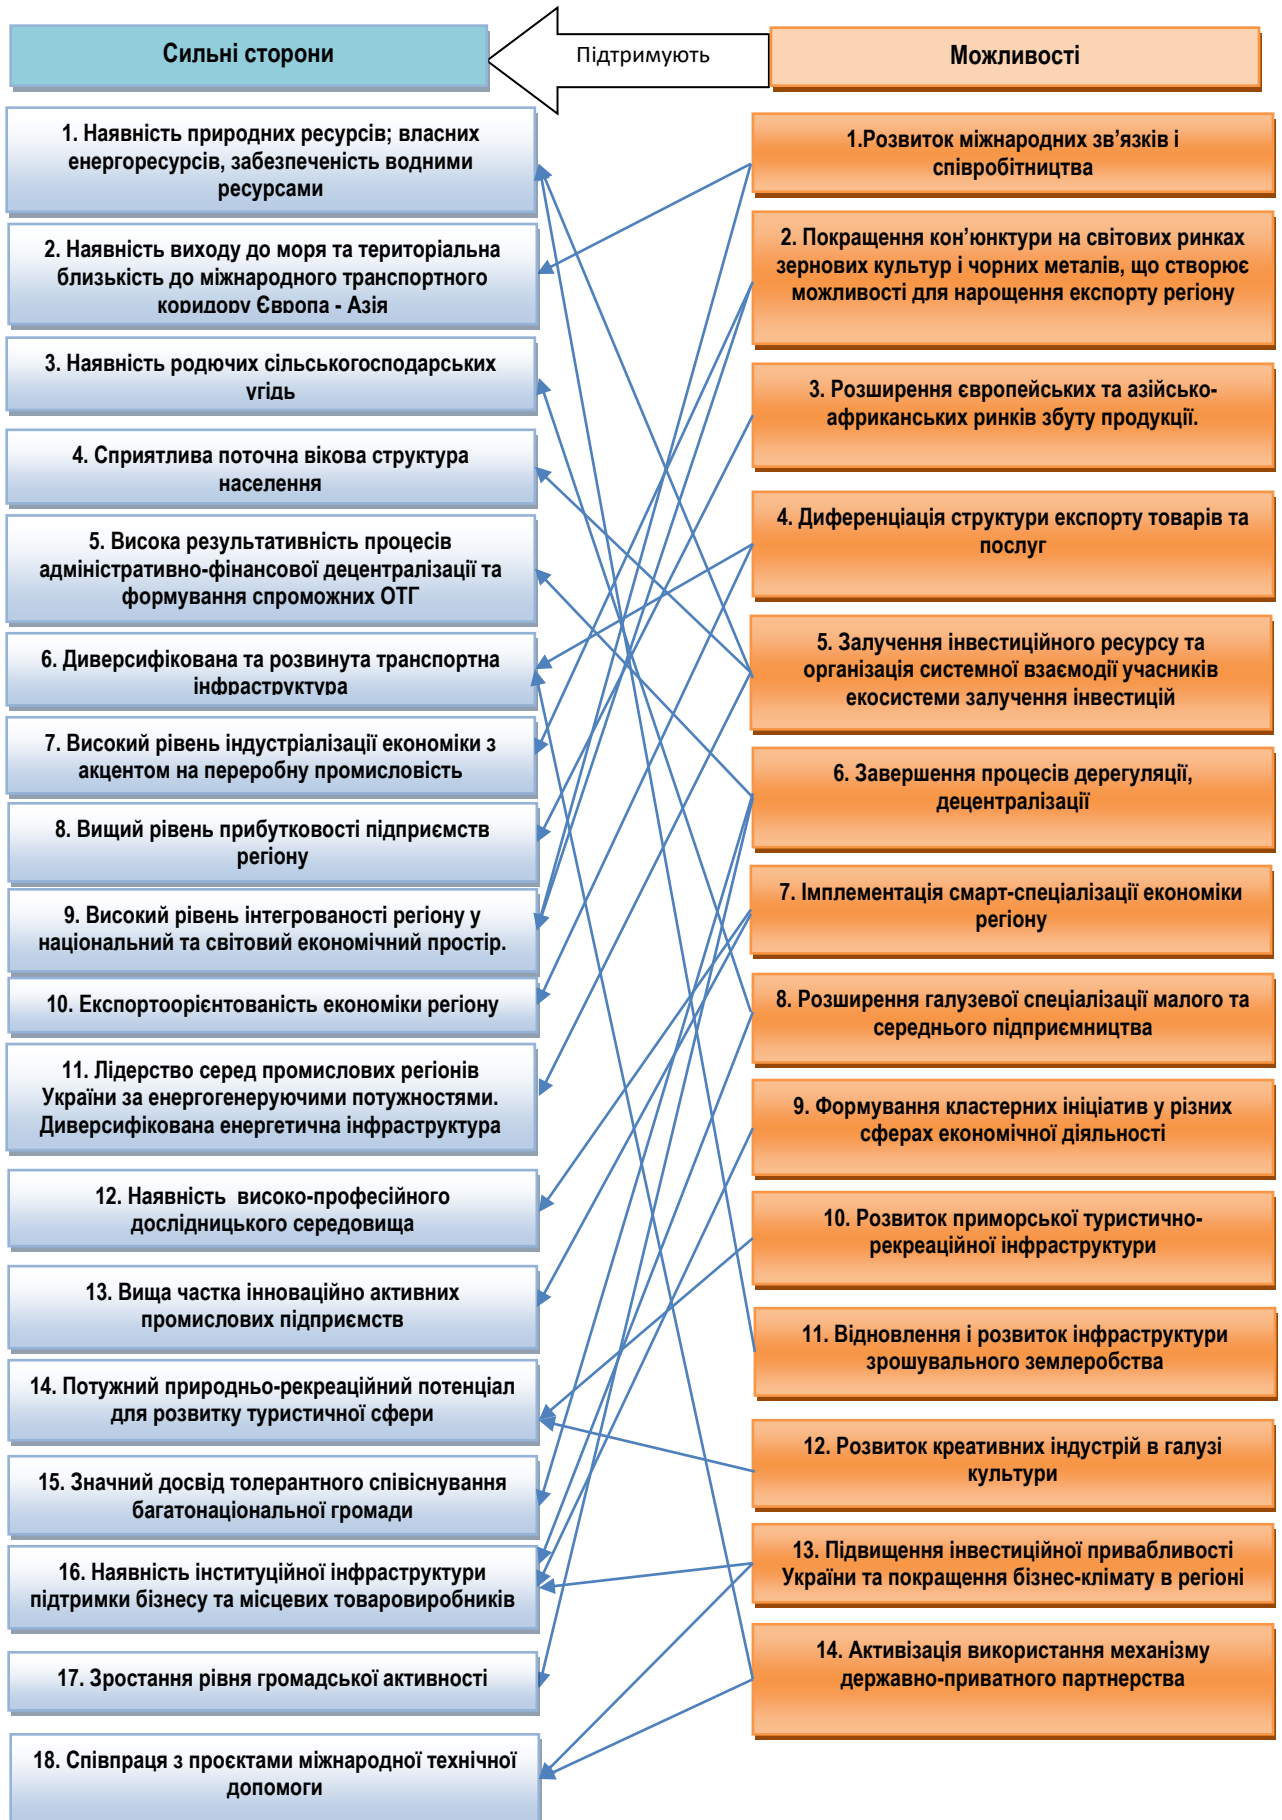 Сильні сторони
Підтримують
Можливості
1. Наявність природних ресурсів; власних
енергоресурсів, забезпеченість водними
ресурсами
2. Наявність виходу до моря та територіальна
близькість до міжнародного транспортного
коридору Європа - Азія
3. Наявність родючих сільськогосподарських
угідь
4. Сприятлива поточна вікова структура
населення
5. Висока результативність процесів
адміністративно-фінансової децентралізації та
формування спроможних ОТГ
6. Диверсифікована та розвинута транспортна
інфраструктура
7. Високий рівень індустріалізації економіки з
акцентом на переробну промисловість
8. Вищий рівень прибутковості підприємств
регіону
9. Високий рівень інтегрованості регіону у
національний та світовий економічний простір.
10. Експортоорієнтованість економіки регіону
11. Лідерство серед промислових регіонів
України за енергогенеруючими потужностями.
Диверсифікована енергетична інфраструктура
12. Наявність  високо-професійного
дослідницького середовища
13. Вища частка інноваційно активних
промислових підприємств
14. Потужний природньо-рекреаційний потенціал
для розвитку туристичної сфери
15. Значний досвід толерантного співіснування
багатонаціональної громади
16. Наявність інституційної інфраструктури
підтримки бізнесу та місцевих товаровиробників
17. Зростання рівня громадської активності
18. Співпраця з проєктами міжнародної технічної
допомоги
1.Розвиток міжнародних зв’язків і
співробітництва
2. Покращення кон’юнктури на світових ринках
зернових культур і чорних металів, що створює
можливості для нарощення експорту регіону
3. Розширення європейських та азійсько-
африканських ринків збуту продукції.
4. Диференціація структури експорту товарів та
послуг
5. Залучення інвестиційного ресурсу та
організація системної взаємодії учасників
екосистеми залучення інвестицій
6. Завершення процесів дерегуляції,
децентралізації
7. Імплементація смарт-спеціалізації економіки
регіону
8. Розширення галузевої спеціалізації малого та
середнього підприємництва
9. Формування кластерних ініціатив у різних
сферах економічної діяльності
10. Розвиток приморської туристично-
рекреаційної інфраструктури
11. Відновлення і розвиток інфраструктури
зрошувального землеробства
12. Розвиток креативних індустрій в галузі
культури
13. Підвищення інвестиційної привабливості
України та покращення бізнес-клімату в регіоні
14. Активізація використання механізму
державно-приватного партнерства